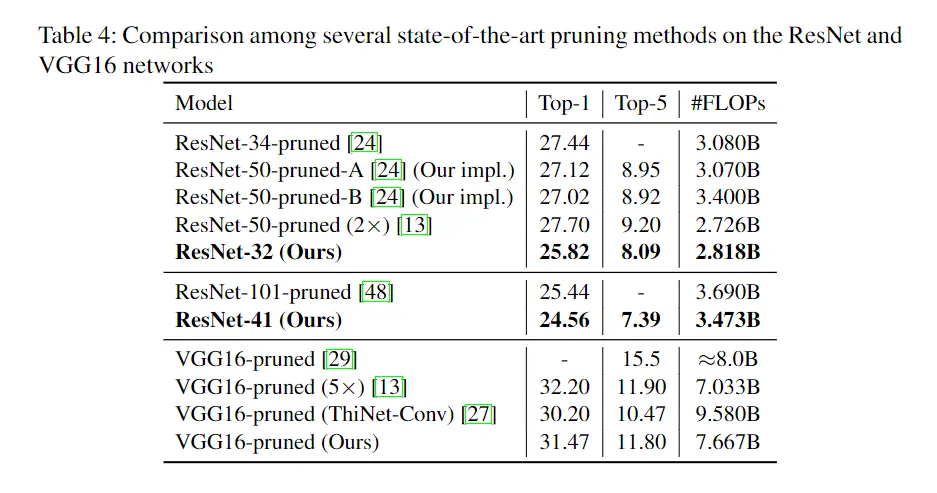 Table 4: Comparison among several state-of-the-art pruning methods on the ResNet and
VGG16 networks
Model Top-1 Top-5 #FLOPs
ResNet-34-pruned [24] 27.44 - 3.080B
ResNet-50-pruned-A [24] (Our impl.) 27.12 8.95 3.070B
ResNet-50-pruned-B [24] (Our impl.) 27.02 8.92 3.400B
ResNet-50-pruned (2×) [13] 27.70 9.20 2.726B
ResNet-32 (Ours) 25.82 8.09 2.818B
ResNet-101-pruned [48] 25.44 - 3.690B
ResNet-41 (Ours) 24.56 7.39 3.473B
VGG16-pruned [29] - 15.5 ≈8.0B
VGG16-pruned (5×) [13] 32.20 11.90 7.033B
VGG16-pruned (ThiNet-Conv) [27] 30.20 10.47 9.580B
VGG16-pruned (Ours) 31.47 11.80 7.667B